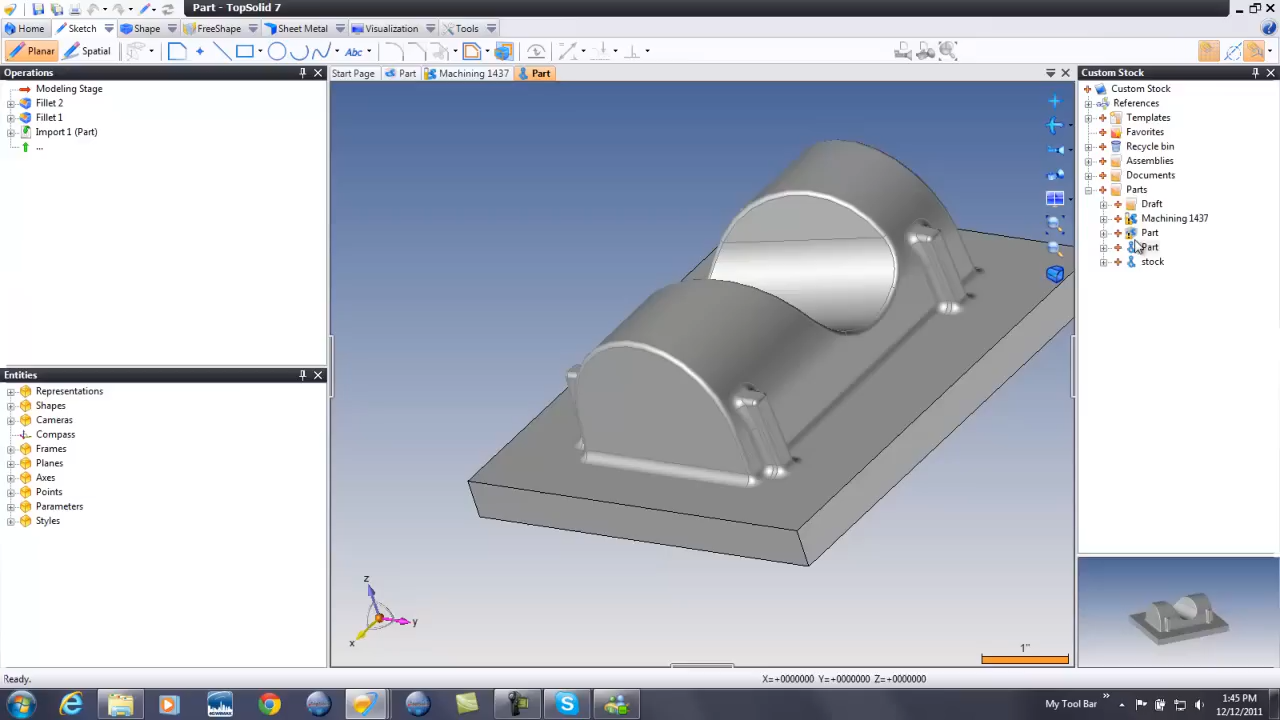 Part - TopSolid 7
Home Sketch Shape FreeShape Sheet Metal Visualization Tools
Planar Spatial Abc
Operations
Modeling Stage
Fillet 2
Fillet 1
Import 1 (Part)
...
Entities
Representations
Shapes
Cameras
Compass
Frames
Planes
Axes
Points
Parameters
Styles
Start Page Part Machining 1437 Part
z
y
x
1"
Custom Stock
Custom Stock
References
Templates
Favorites
Recycle bin
Assemblies
Documents
Parts
Draft
Machining 1437
Part
Part
stock
Ready.
X=+0000000 Y=+0000000 Z=+0000000
My Tool Bar
1:45 PM
12/12/2011